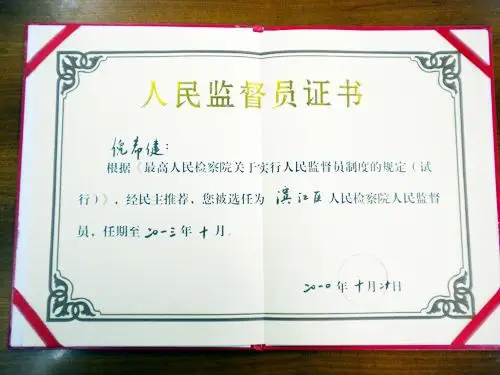 人民监督员证书
倪希健：
根据《最高人民检察院关于实行人民监督员制度的规定（试
行）》，经民主推荐，您被选任为 滨江区 人民检察院人民监督
员，任期至 二〇一三年 十 月。
二〇一〇 年 十 月 日